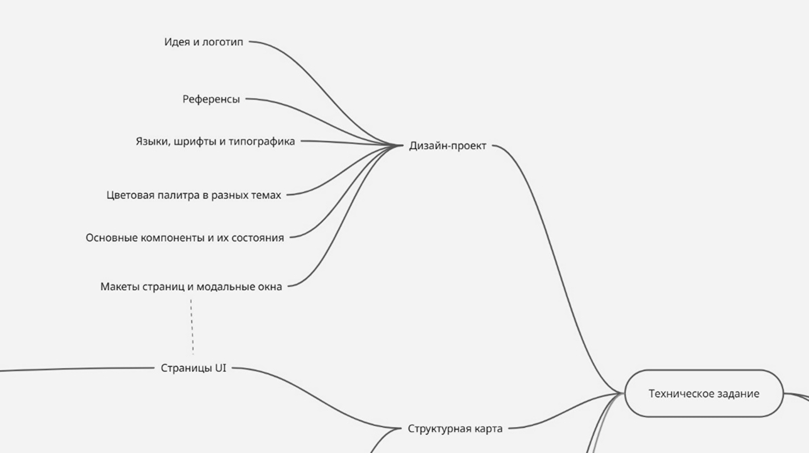 Идея и логотип
Референсы
Языки, шрифты и типографика
Дизайн-проект
Цветовая палитра в разных темах
Основные компоненты и их состояния
Макеты страниц и модальные окна
Страницы UI
Техническое задание
Структурная карта